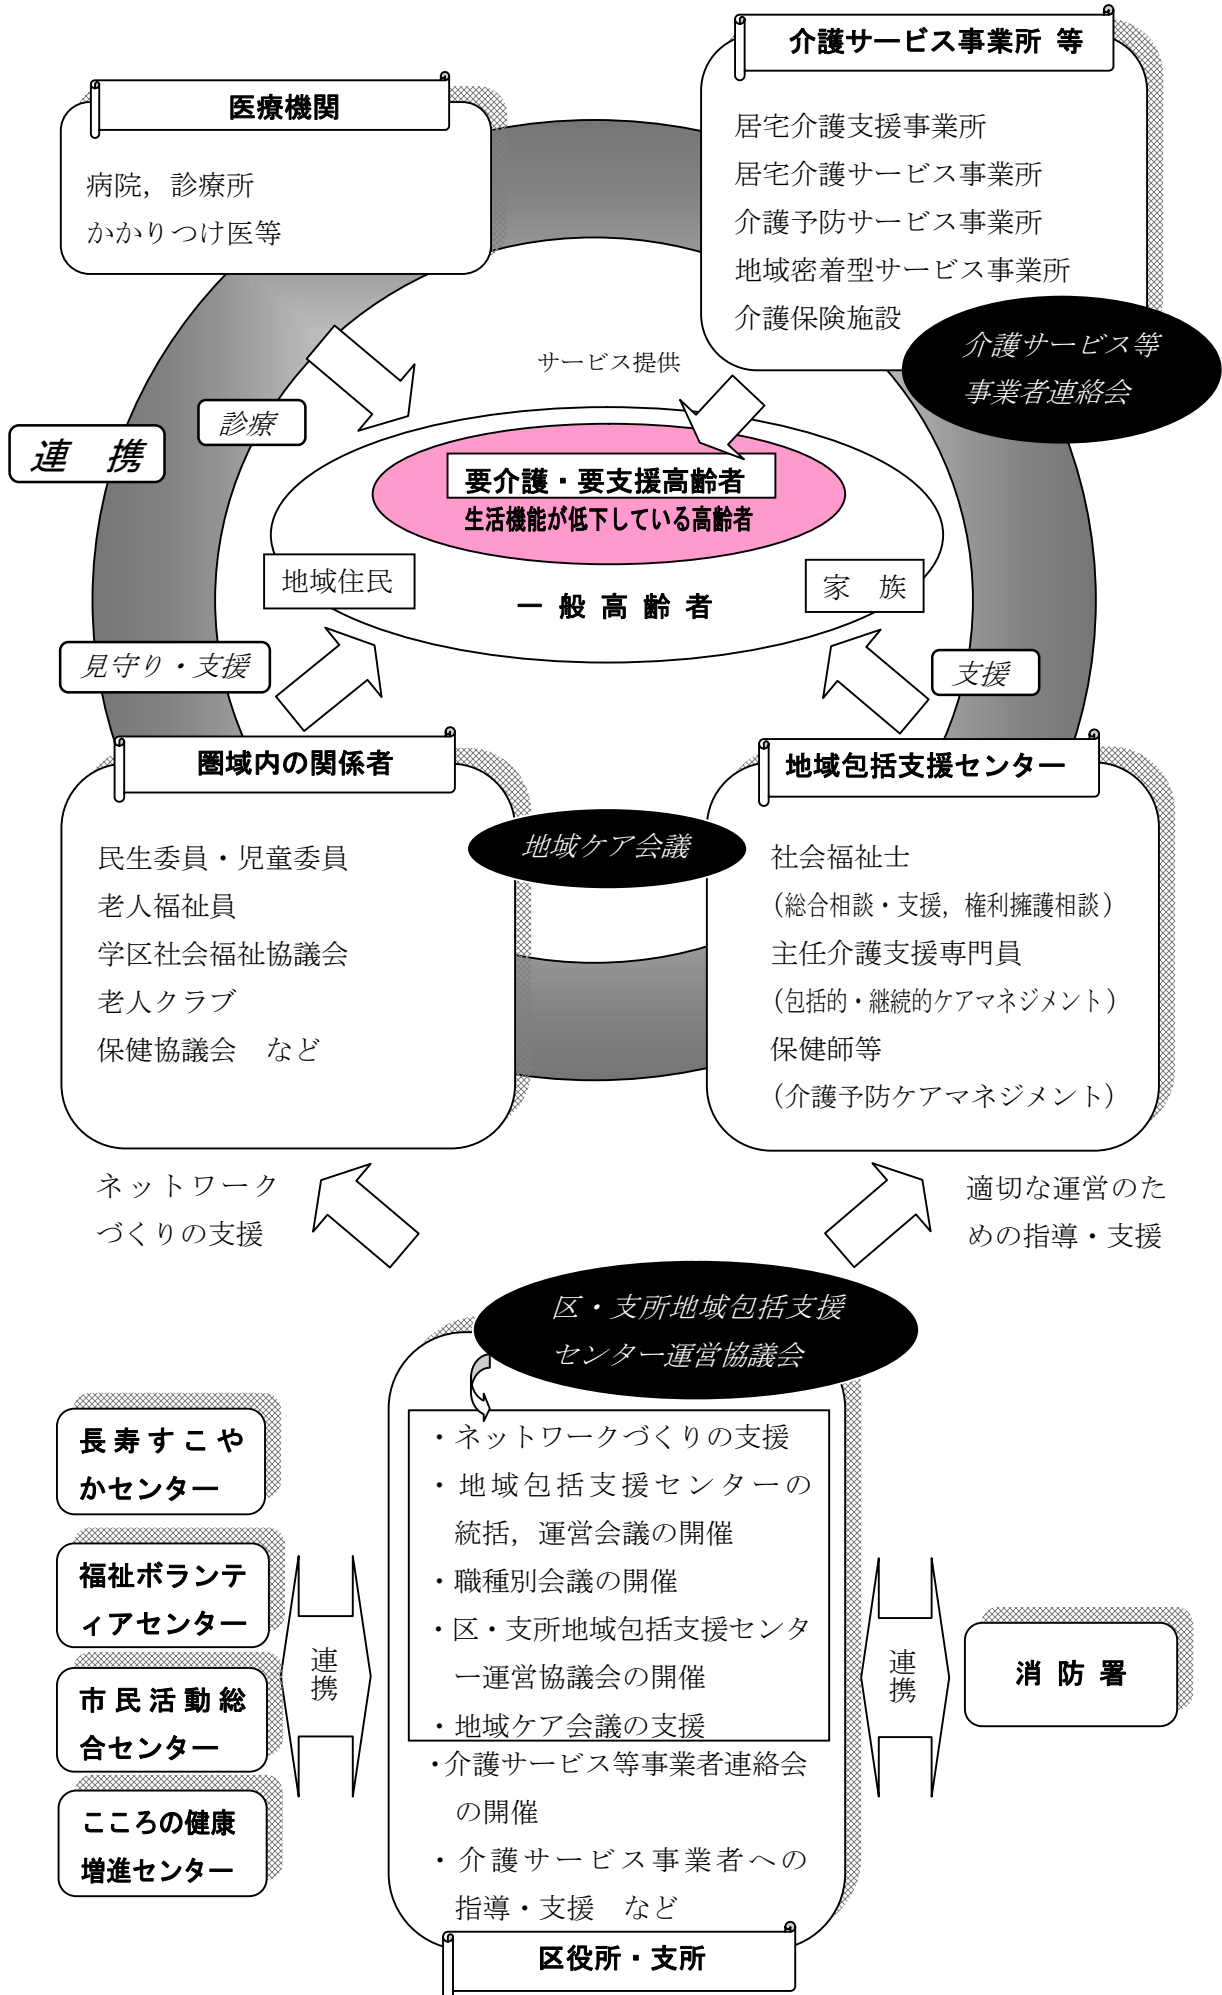 介護サービス事業所 等
居宅介護支援事業所
居宅介護サービス事業所
介護予防サービス事業所
地域密着型サービス事業所
介護保険施設
介護サービス等
事業者連絡会
医療機関
病院，診療所
かかりつけ医等
サービス提供
診療
連　携
要介護・要支援高齢者
生活機能が低下している高齢者
地域住民
一 般 高 齢 者
家　族
見守り・支援
支援
圏域内の関係者
民生委員・児童委員
老人福祉員
学区社会福祉協議会
老人クラブ
保健協議会　など
地域ケア会議
地域包括支援センター
社会福祉士
（総合相談・支援，権利擁護相談）
主任介護支援専門員
（包括的・継続的ケアマネジメント）
保健師等
（介護予防ケアマネジメント）
ネットワーク
づくりの支援
適切な運営のた
めの指導・支援
区・支所地域包括支援
センター運営協議会
・ネットワークづくりの支援
・地域包括支援センターの
統括，運営会議の開催
・職種別会議の開催
・区・支所地域包括支援センタ
ー運営協議会の開催
・地域ケア会議の支援
・介護サービス等事業者連絡会
の開催
・介護サービス事業者への
指導・支援　など
区役所・支所
長寿すこや
かセンター
福祉ボランテ
ィアセンター
市民活動総
合センター
こころの健康
増進センター
連携
連携
消 防 署